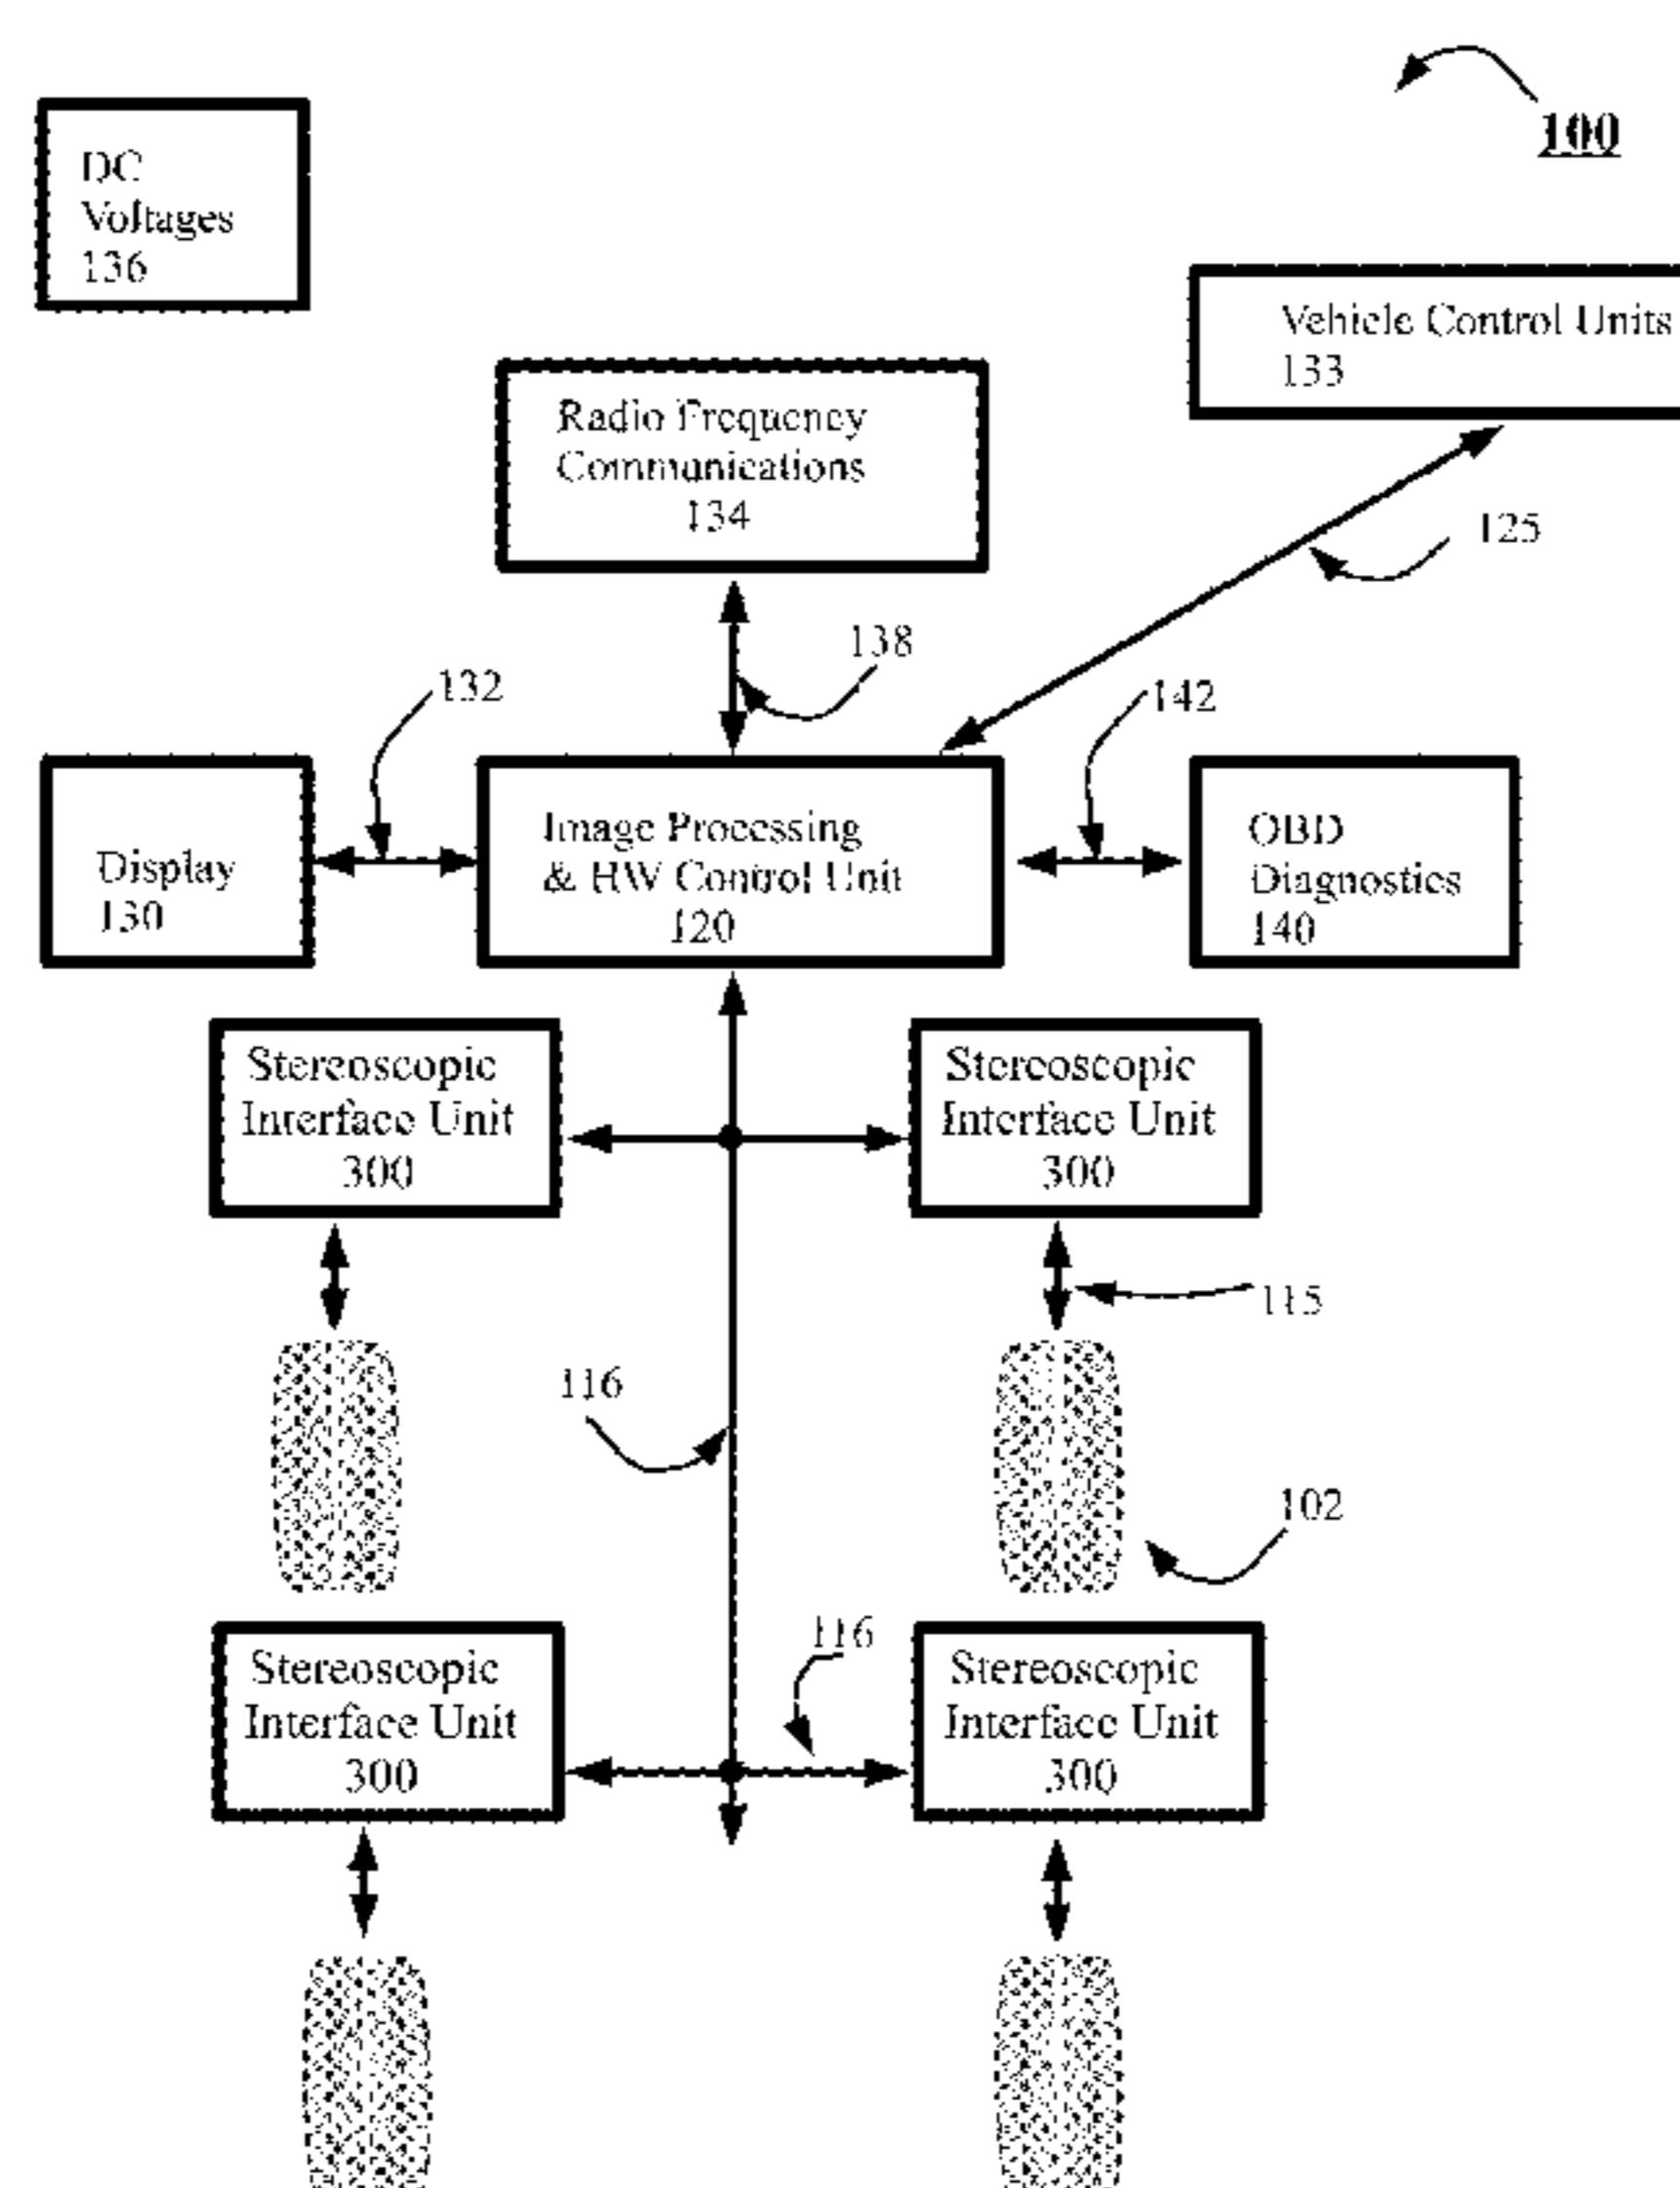 100
DC
Voltages
136
Vehicle Control Units
133
Radio Frequency
Communications
134
125
138
132
142
Display
130
Image Processing
& HW Control Unit
120
OBD
Diagnostics
140
Stereoscopic
Interface Unit
300
Stereoscopic
Interface Unit
300
115
116
102
116
Stereoscopic
Interface Unit
300
Stereoscopic
Interface Unit
300